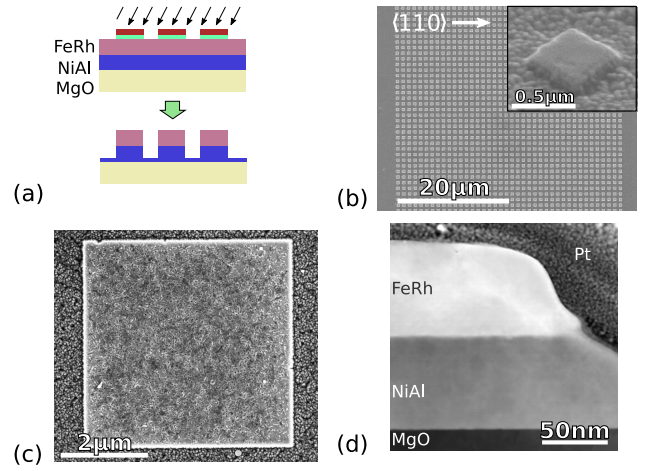 (a)
FeRh
NiAl
MgO
⟨110⟩
0.5μm
20μm
(b)
2μm
(c)
Pt
FeRh
NiAl
MgO
50nm
(d)